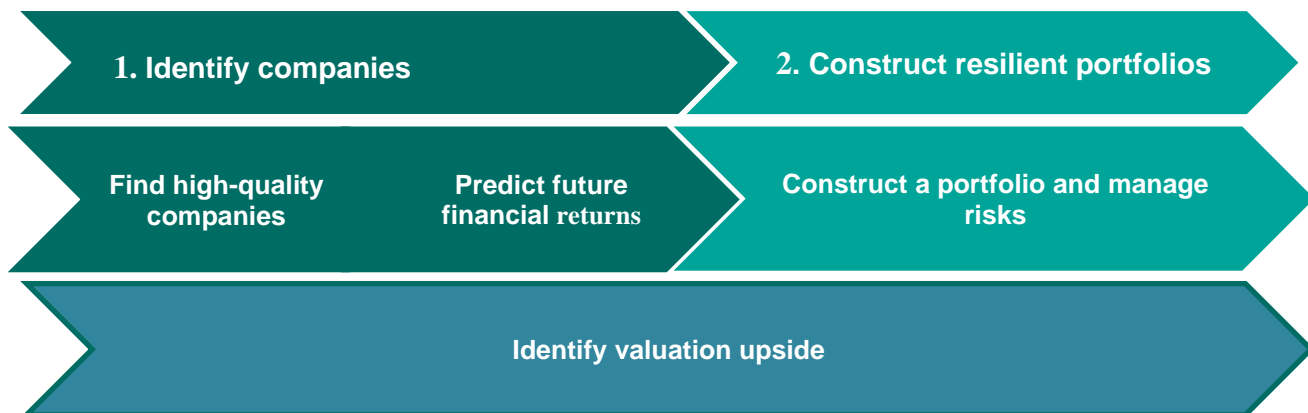 1. Identify companies
2. Construct resilient portfolios
Find high-quality
companies
Predict future
financial returns
Construct a portfolio and manage
risks
Identify valuation upside